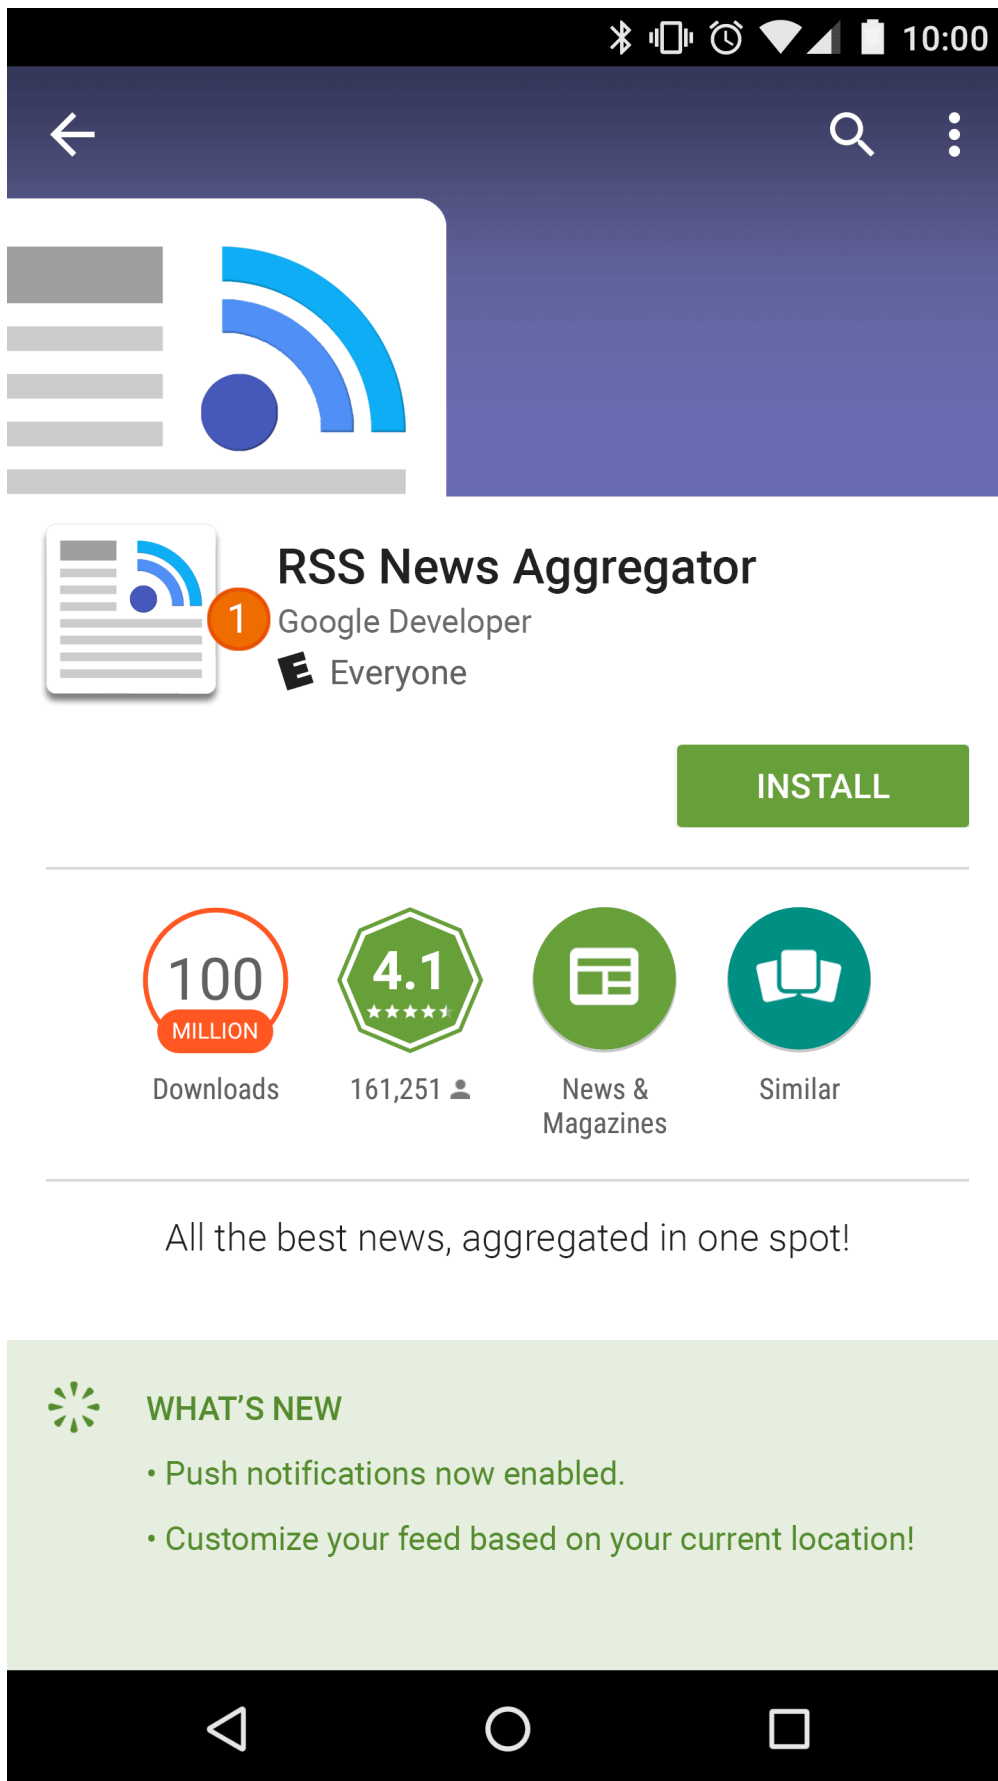 10:00
RSS News Aggregator
1
Google Developer
E Everyone
INSTALL
100
MILLION
Downloads
4.1
161,251
News &
Magazines
Similar
All the best news, aggregated in one spot!
WHAT’S NEW
• Push notifications now enabled.
• Customize your feed based on your current location!